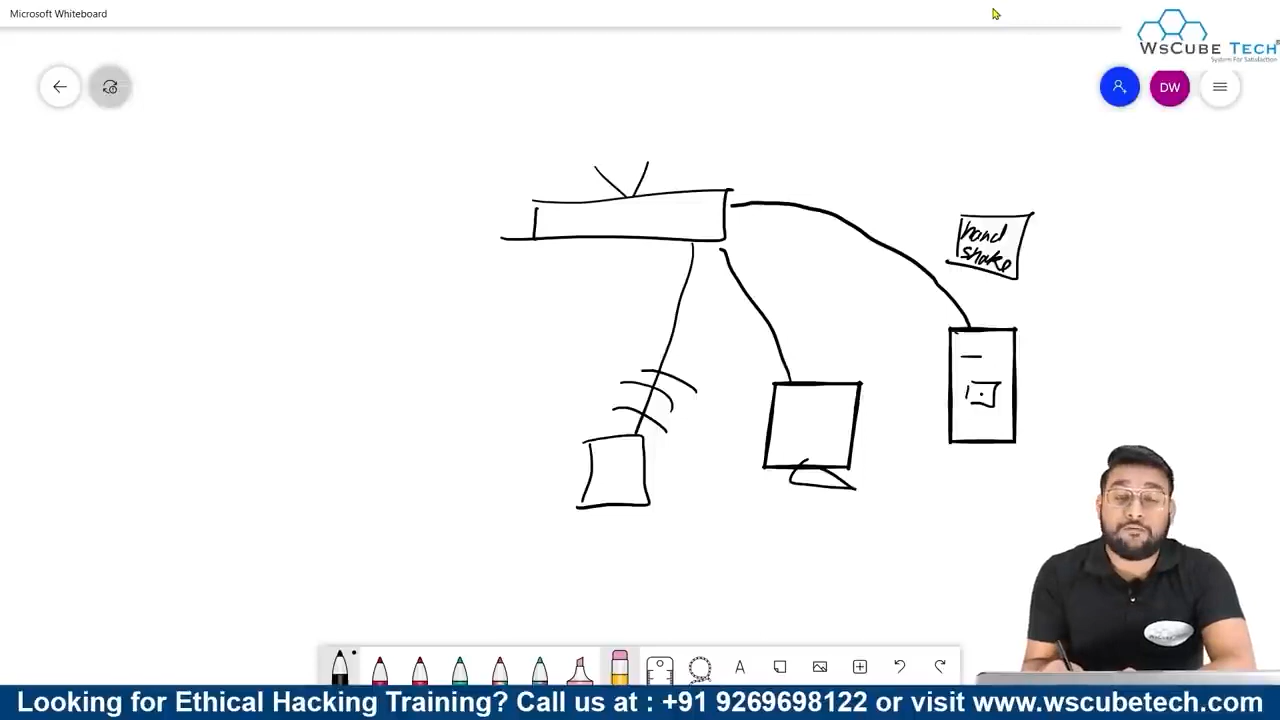 Microsoft Whiteboard
WsCube Tech
System For Satisfaction
DW
hand
shake
A
Looking for Ethical Hacking Training? Call us at : +91 9269698122 or visit www.wscubetech.com